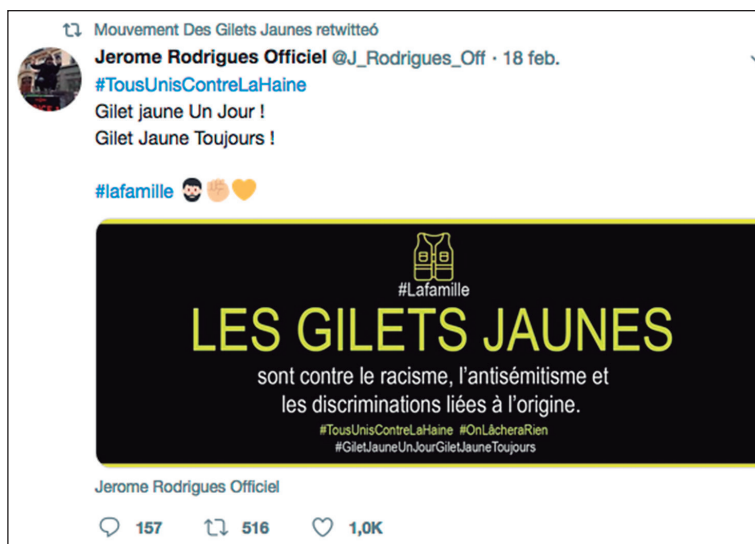 Mouvement Des Gilets Jaunes retwitteó
Jerome Rodrigues Officiel @J_Rodrigues_Off · 18 feb.
#TousUnisContreLaHaine
Gilet jaune Un Jour !
Gilet Jaune Toujours !
#lafamille
#Lafamille
LES GILETS JAUNES
sont contre le racisme, l'antisémitisme et
les discriminations liées à l'origine.
#TousUnisContreLaHaine #OnLâcheraRien
#GiletJauneUnJourGiletJauneToujours
Jerome Rodrigues Officiel
157 516 1,0K